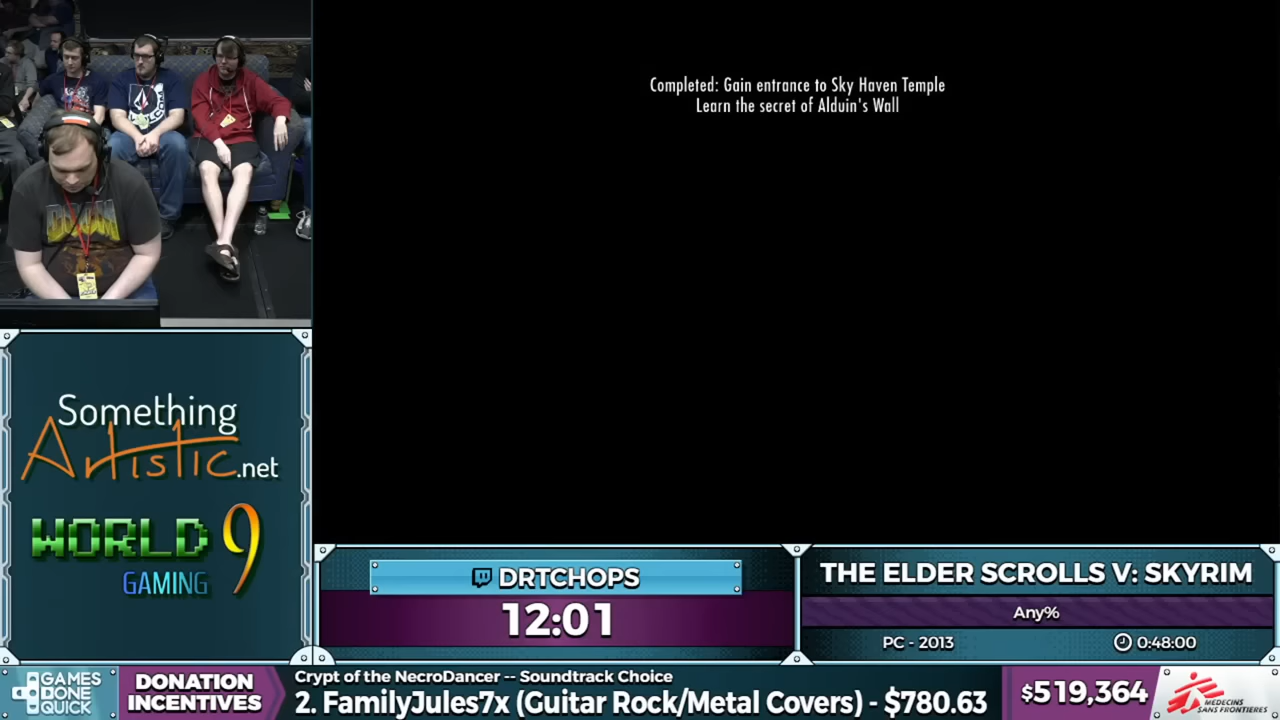 Completed: Gain entrance to Sky Haven Temple
Learn the secret of Alduin's Wall
Something
Artistic.net
WORLD 9
GAMING
DRTCHOPS
12:01
THE ELDER SCROLLS V: SKYRIM
Any%
PC - 2013
0:48:00
GAMES
DONE
QUICK
DONATION
INCENTIVES
Crypt of the NecroDancer -- Soundtrack Choice
2. FamilyJules7x (Guitar Rock/Metal Covers) - $780.63
$519,364
MEDECINS
SANS FRONTIERES
DOOM